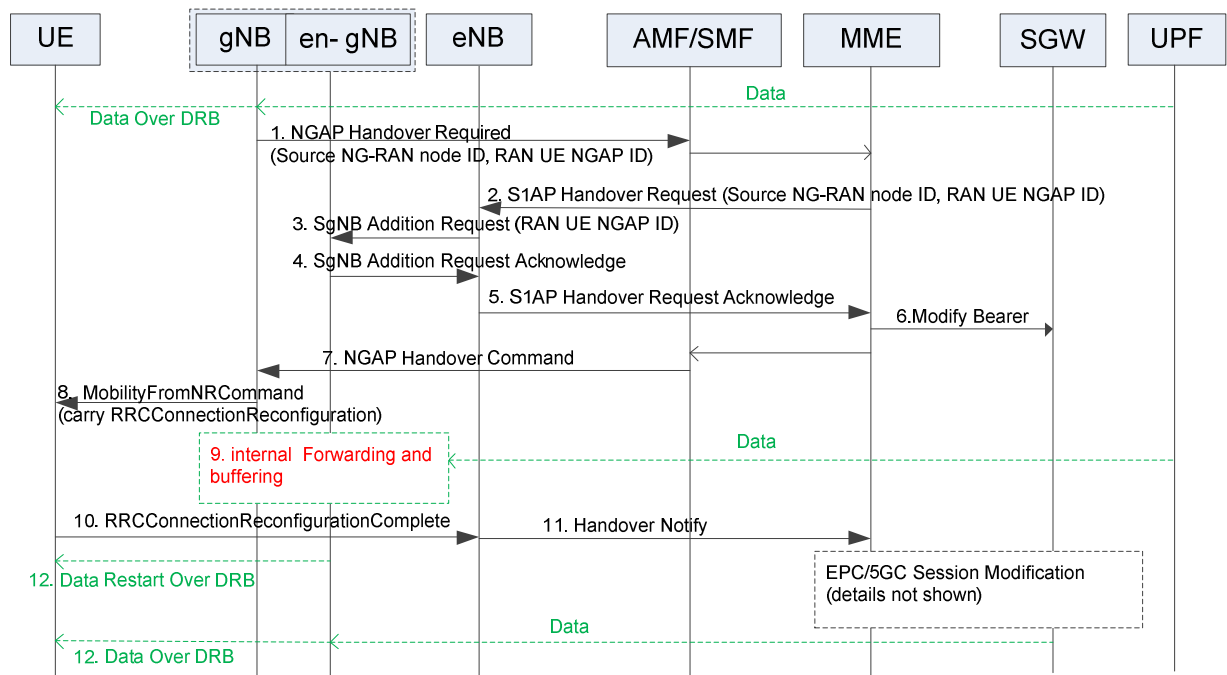 UE
gNB
en- gNB
eNB
AMF/SMF
MME
SGW
UPF
Data
Data Over DRB
1. NGAP Handover Required
(Source NG-RAN node ID, RAN UE NGAP ID)
2. S1AP Handover Request (Source NG-RAN node ID, RAN UE NGAP ID)
3. SgNB Addition Request (RAN UE NGAP ID)
4. SgNB Addition Request Acknowledge
5. S1AP Handover Request Acknowledge
6.Modify Bearer
7. NGAP Handover Command
8. MobilityFromNRCommand
(carry RRCConnectionReconfiguration)
9. internal Forwarding and
buffering
Data
10. RRCConnectionReconfigurationComplete
11. Handover Notify
12. Data Restart Over DRB
EPC/5GC Session Modification
(details not shown)
Data
12. Data Over DRB